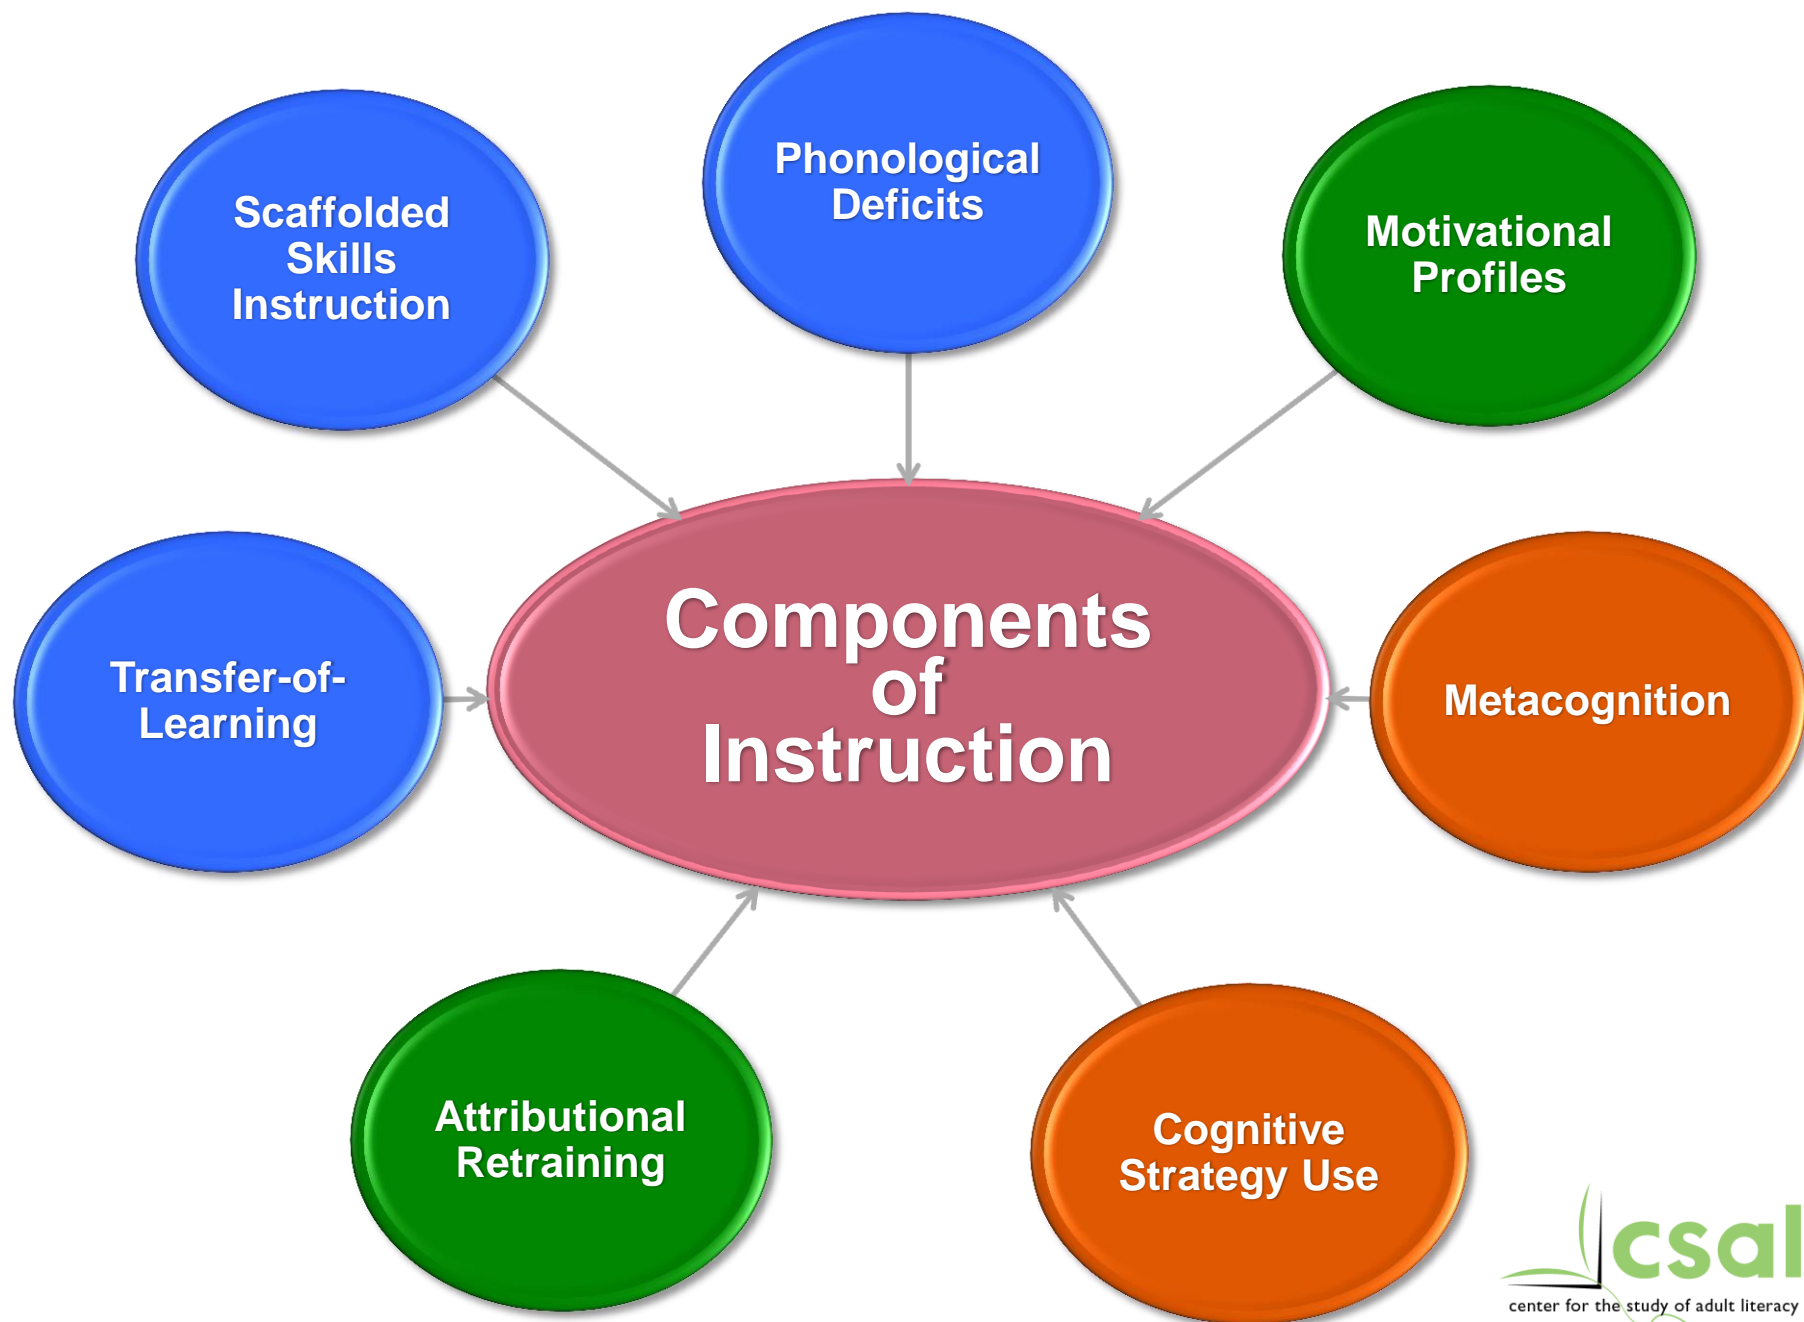 Phonological
Deficits
Scaffolded
Skills
Instruction
Motivational
Profiles
Components
of
Instruction
Transfer-of-
Learning
Metacognition
Attributional
Retraining
Cognitive
Strategy Use
csal
center for the study of adult literacy